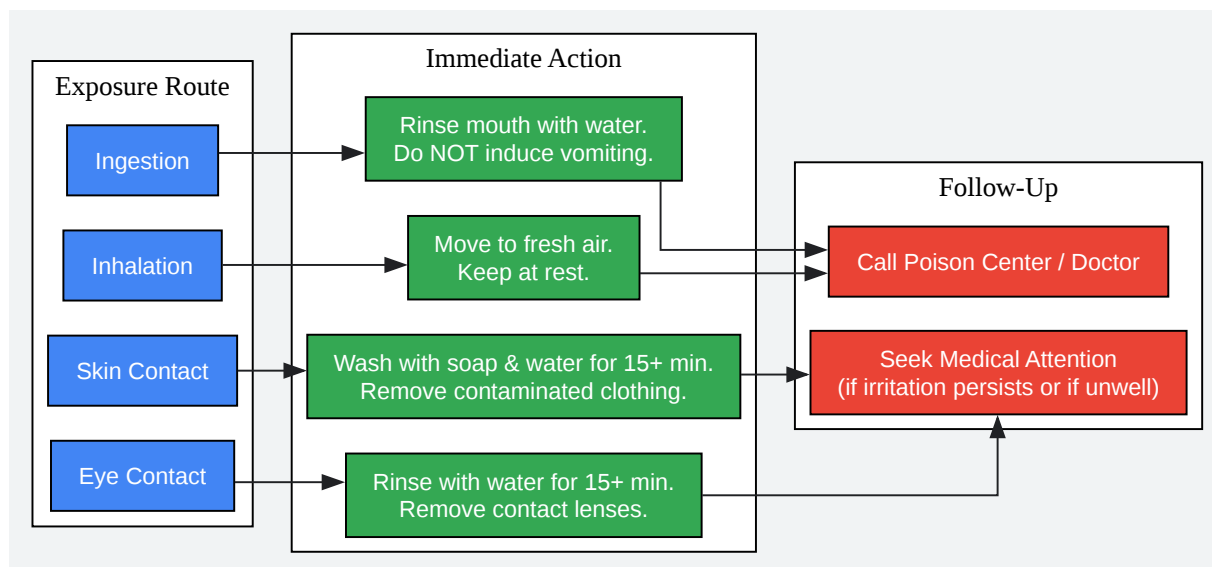 Exposure Route
Ingestion
Inhalation
Skin Contact
Eye Contact
Immediate Action
Rinse mouth with water.
Do NOT induce vomiting.
Move to fresh air.
Keep at rest.
Wash with soap & water for 15+ min.
Remove contaminated clothing.
Rinse with water for 15+ min.
Remove contact lenses.
Follow-Up
Call Poison Center / Doctor
Seek Medical Attention
(if irritation persists or if unwell)